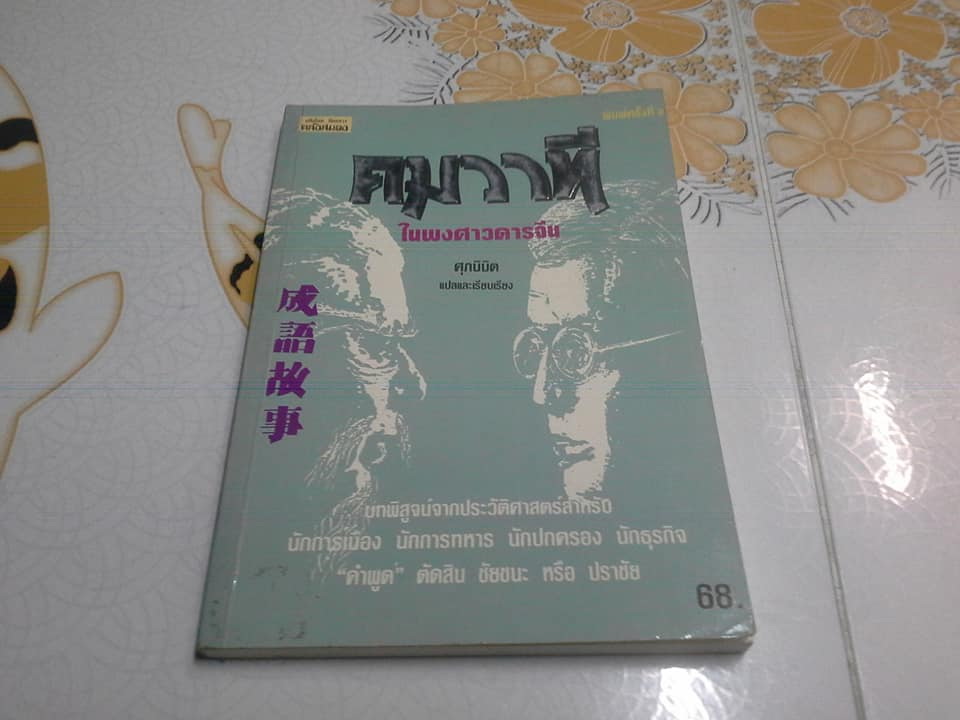 คมวาที
ในพงศาวดารจีน
ศุภนิมิต
แปลและเรียบเรียง
成語故事
บทพิสูจน์จากประวัติศาสตร์สำหรับ
นักการเมือง นักการทหาร นักปกครอง นักธุรกิจ
"คำพูด" ตัดสิน ชัยชนะ หรือ ปราชัย
68.